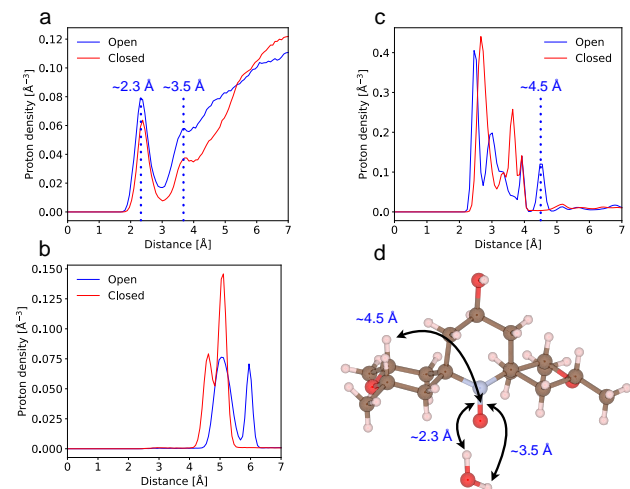 a
Proton density [Å⁻³]
0.12
0.10
0.08
0.06
0.04
0.02
0.00
Open
Closed
~2.3 Å
~3.5 Å
0 1 2 3 4 5 6 7
Distance [Å]
c
Proton density [Å⁻³]
0.4
0.3
0.2
0.1
0.0
Open
Closed
~4.5 Å
0 1 2 3 4 5 6 7
Distance [Å]
b
Proton density [Å⁻³]
0.150
0.125
0.100
0.075
0.050
0.025
0.000
Open
Closed
0 1 2 3 4 5 6 7
Distance [Å]
d
~4.5 Å
~2.3 Å
~3.5 Å